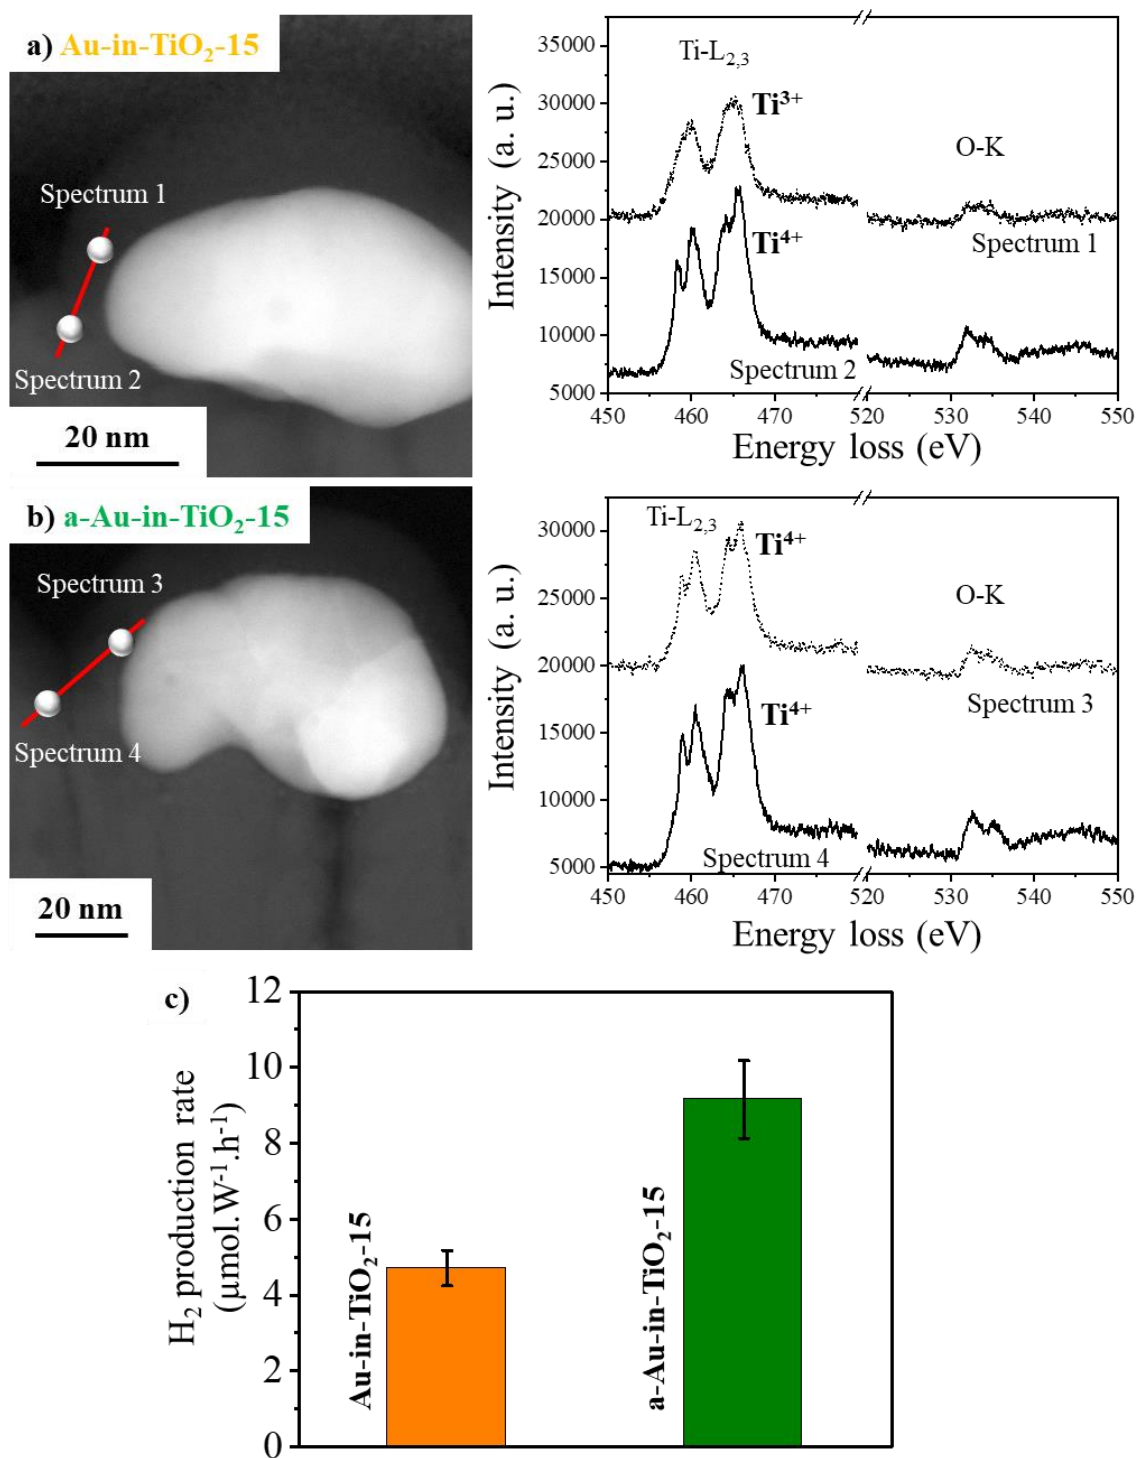 a) Au-in-TiO₂-15
Spectrum 1
Spectrum 2
20 nm
35000
30000
25000
20000
15000
10000
5000
Intensity (a. u.)
Ti-L₂,₃
Ti³⁺
O-K
Spectrum 1
Ti⁴⁺
Spectrum 2
450 460 470 520 530 540 550
Energy loss (eV)
b) a-Au-in-TiO₂-15
Spectrum 3
Spectrum 4
20 nm
30000
25000
20000
15000
10000
5000
Intensity (a. u.)
Ti-L₂,₃
Ti⁴⁺
O-K
Spectrum 3
Ti⁴⁺
Spectrum 4
450 460 470 520 530 540 550
Energy loss (eV)
c)
12
10
8
6
4
2
0
H₂ production rate
(μmol.W⁻¹.h⁻¹)
Au-in-TiO₂-15
a-Au-in-TiO₂-15